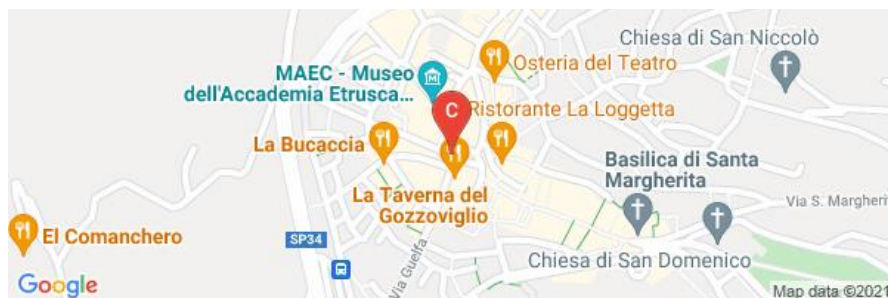 Chiesa di San Niccolò
Osteria del Teatro
MAEC - Museo
dell'Accademia Etrusca...
C
Ristorante La Loggetta
La Bucaccia
Basilica di Santa
Margherita
La Taverna del
Gozzoviglio
Via S. Margheri
El Comanchero
SP34
Via Guelfa
Chiesa di San Domenico
Google
Map data ©2021